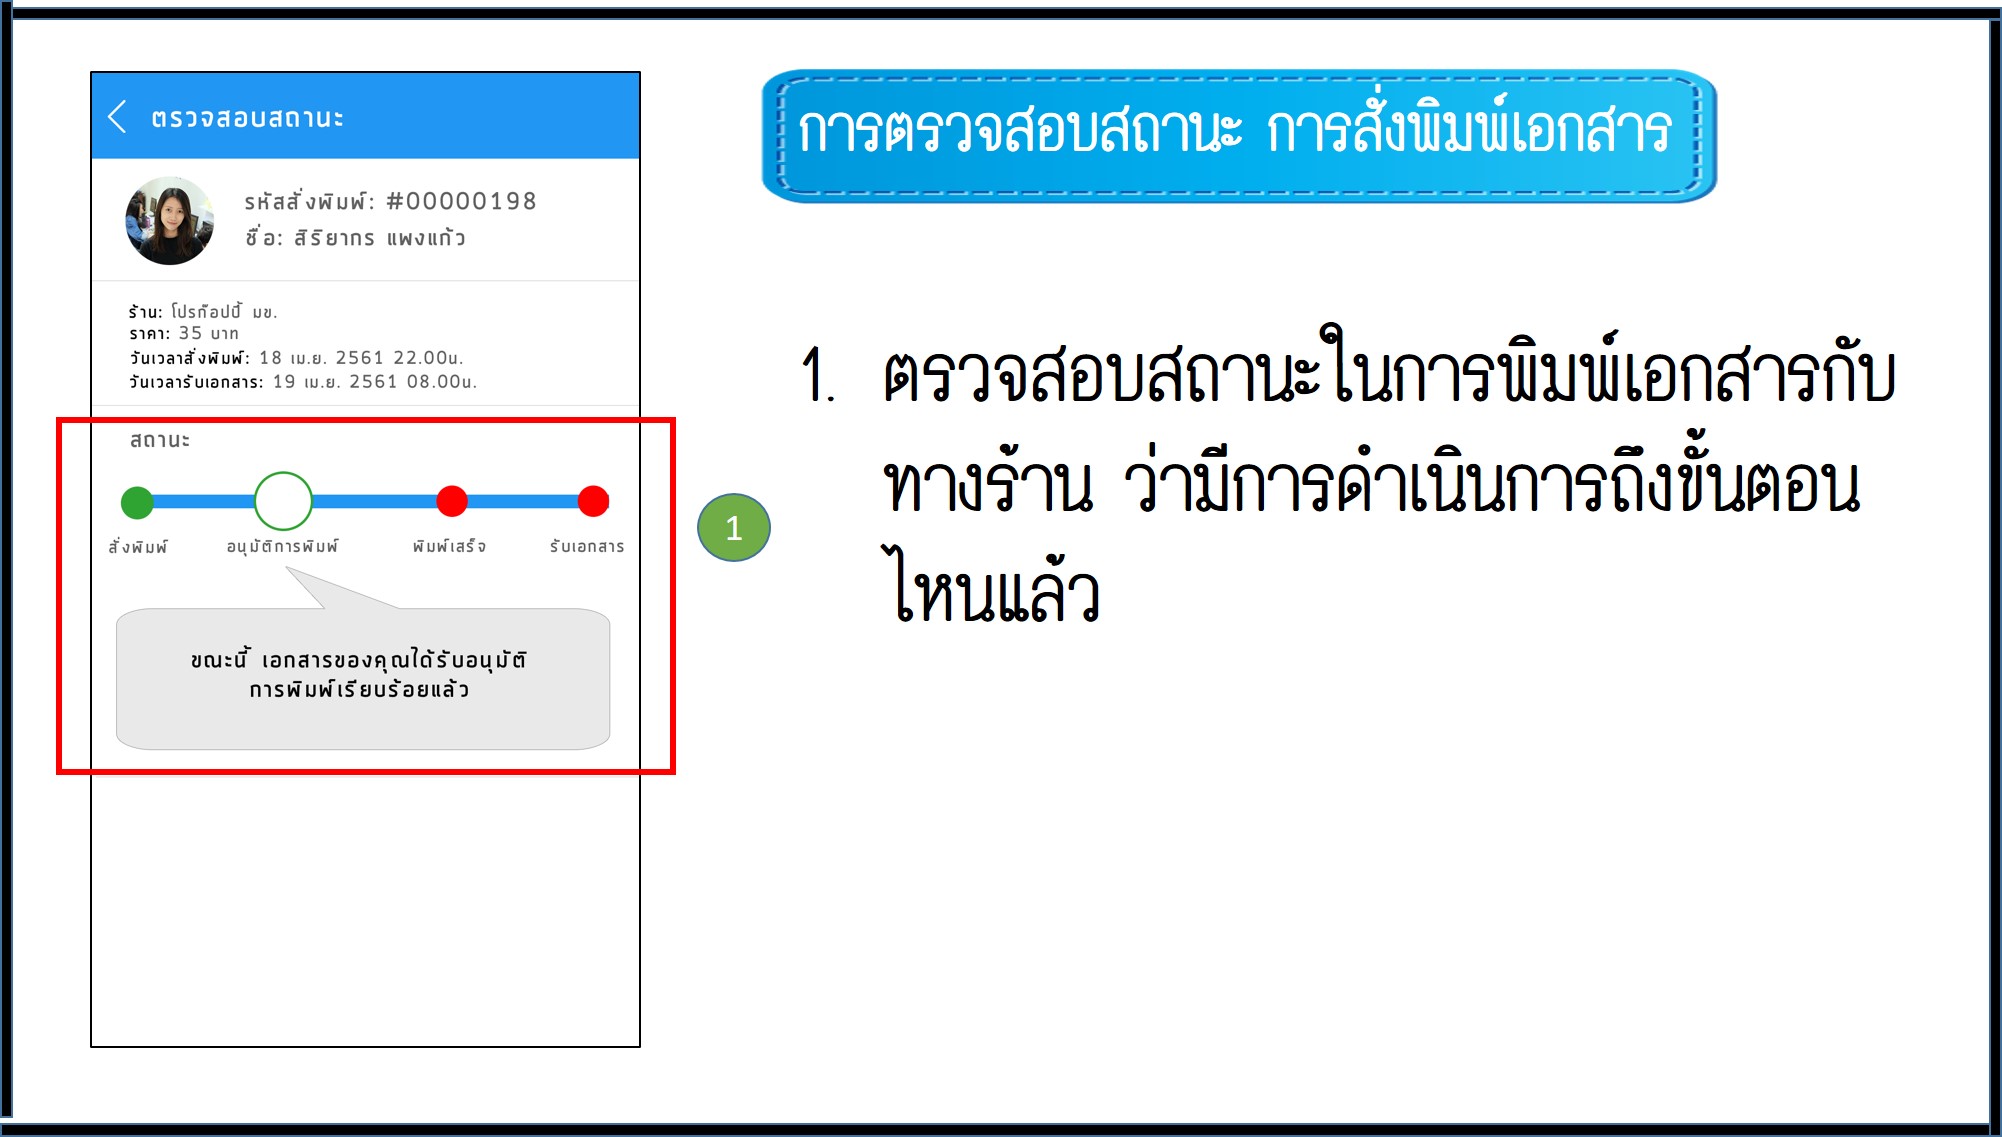 ตรวจสอบสถานะ
รหัสสั่งพิมพ์: #00000198
ชื่อ: สิริยากร แพงแก้ว
ร้าน: โปรก๊อปปี้ มข.
ราคา: 35 บาท
วันเวลาสั่งพิมพ์: 18 เม.ย. 2561 22.00น.
วันเวลารับเอกสาร: 19 เม.ย. 2561 08.00น.
สถานะ
สั่งพิมพ์ อนุมัติการพิมพ์ พิมพ์เสร็จ รับเอกสาร
ขณะนี้ เอกสารของคุณได้รับอนุมัติ
การพิมพ์เรียบร้อยแล้ว
1
การตรวจสอบสถานะ การสั่งพิมพ์เอกสาร
1. ตรวจสอบสถานะในการพิมพ์เอกสารกับ
ทางร้าน ว่ามีการดำเนินการถึงขั้นตอน
ไหนแล้ว